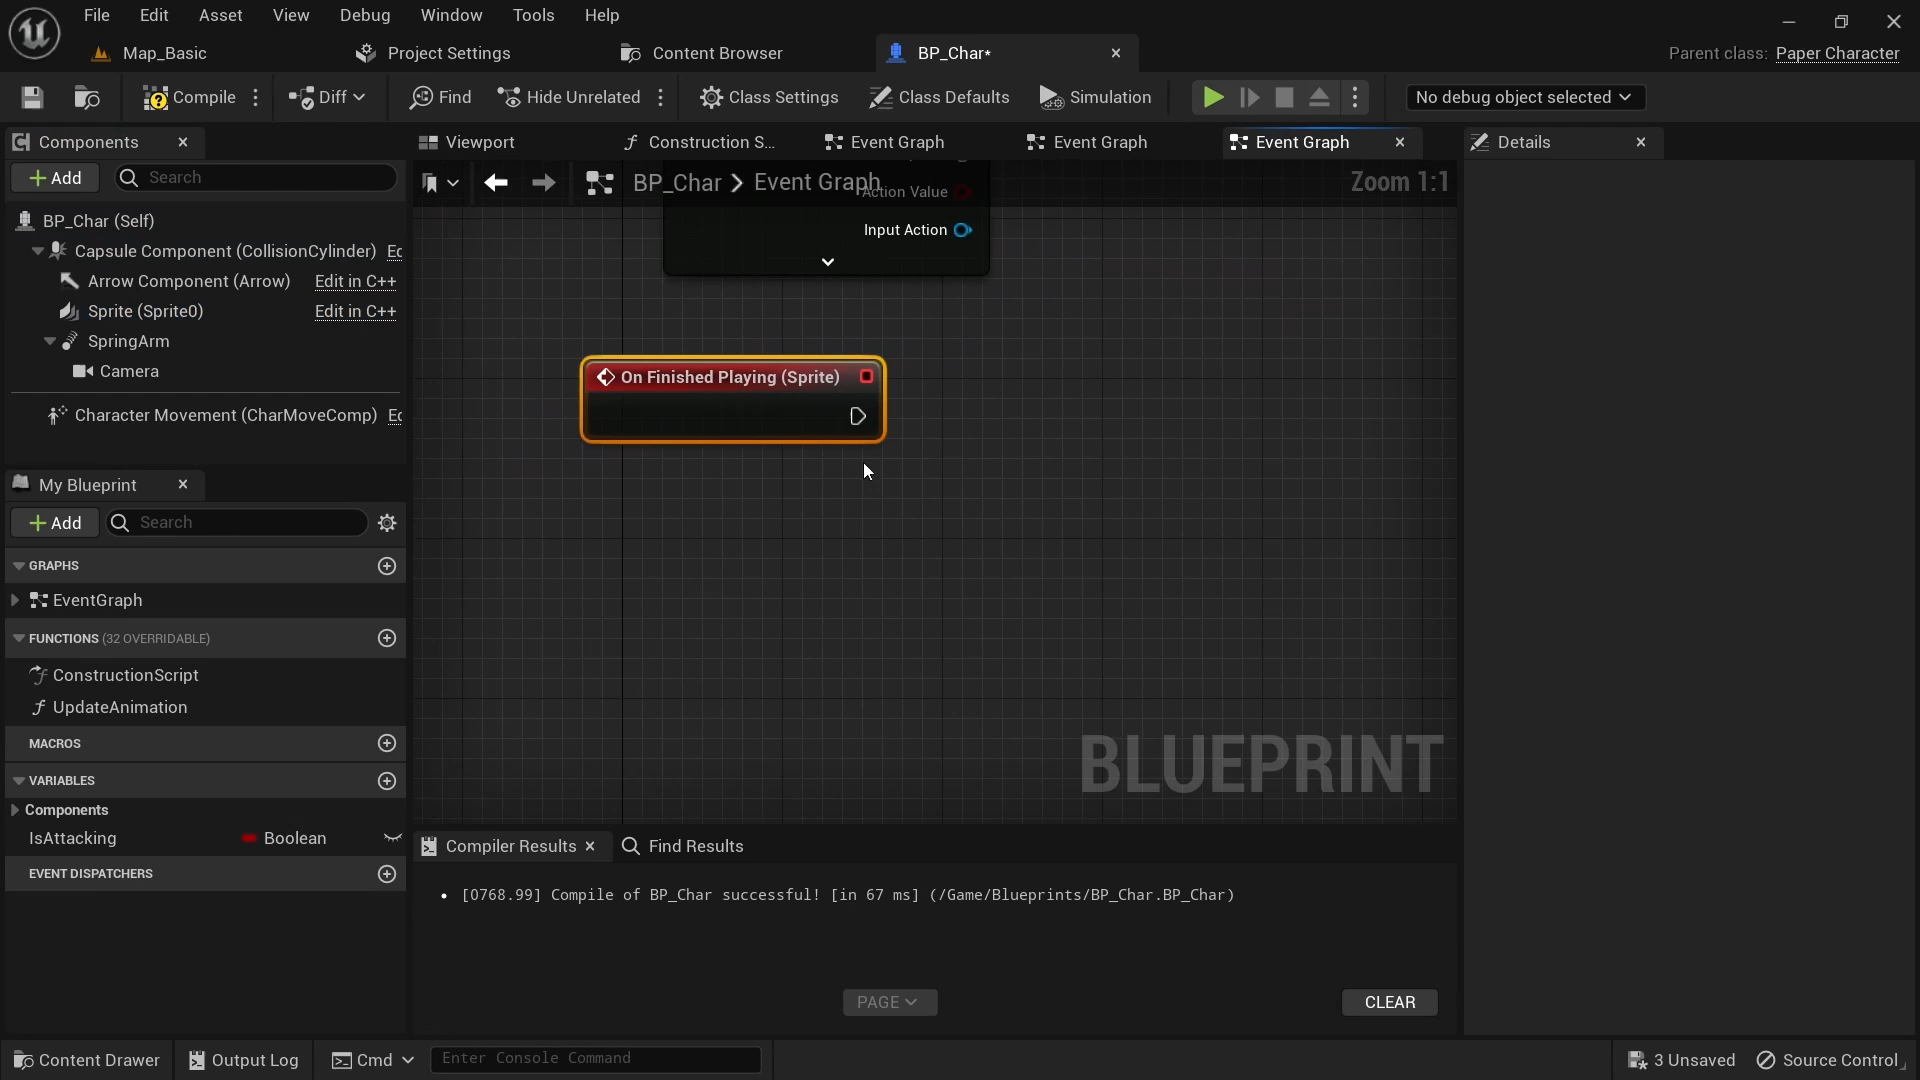 File Edit Asset View Debug Window Tools Help
Map_Basic Project Settings Content Browser BP_Char* Parent class: Paper Character
Compile Diff Find Hide Unrelated Class Settings Class Defaults Simulation No debug object selected
Components Viewport Construction S... Event Graph Event Graph Event Graph Details
Add Search BP_Char Event Graph Zoom 1:1
Action Value
BP_Char (Self)
Input Action
Capsule Component (CollisionCylinder) Ec
Arrow Component (Arrow) Edit in C++
Sprite (Sprite0) Edit in C++
SpringArm
Camera
On Finished Playing (Sprite)
Character Movement (CharMoveComp) Ec
My Blueprint
Add Search
GRAPHS
EventGraph
FUNCTIONS (32 OVERRIDABLE)
ConstructionScript
UpdateAnimation
MACROS
BLUEPRINT
VARIABLES
Components
IsAttacking Boolean
Compiler Results Find Results
EVENT DISPATCHERS
[0768.99] Compile of BP_Char successful! [in 67 ms] (/Game/Blueprints/BP_Char.BP_Char)
PAGE CLEAR
Content Drawer Output Log Cmd Enter Console Command 3 Unsaved Source Control